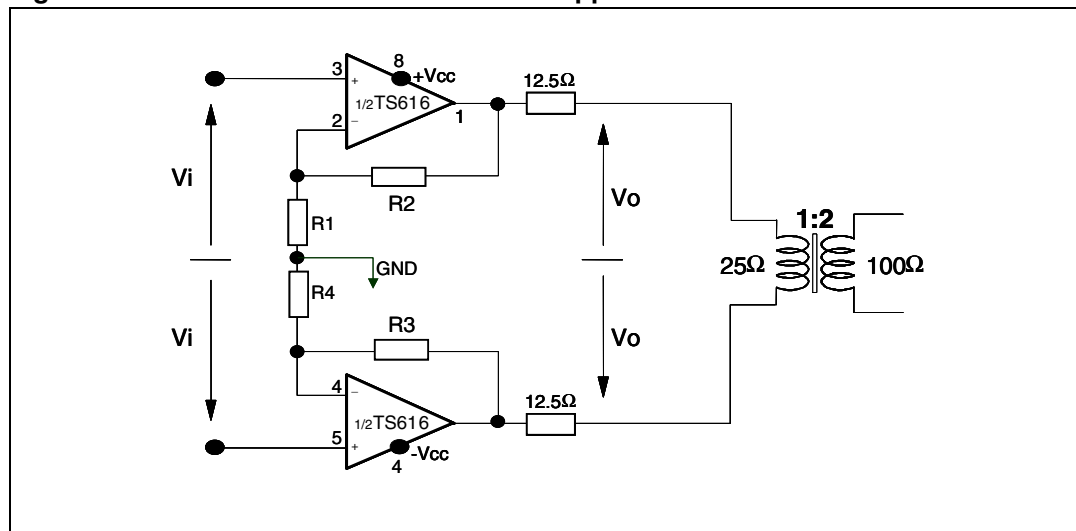 8
3
+
+Vcc
12.5Ω
1/2TS616
1
2
−
Vi
R2
Vo
R1
1:2
GND
25Ω
100Ω
R4
R3
Vi
Vo
4
−
12.5Ω
1/2TS616
5
+
-Vcc
4